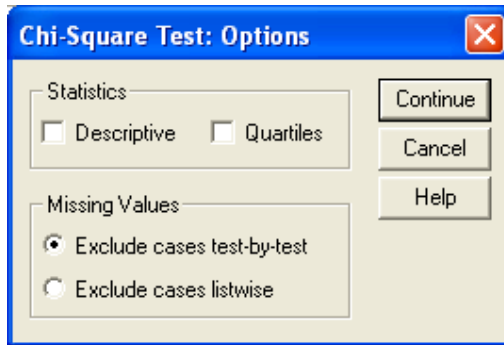 Chi-Square Test: Options
Statistics
Descriptive Quartiles
Missing Values
Exclude cases test-by-test
Exclude cases listwise
Continue
Cancel
Help